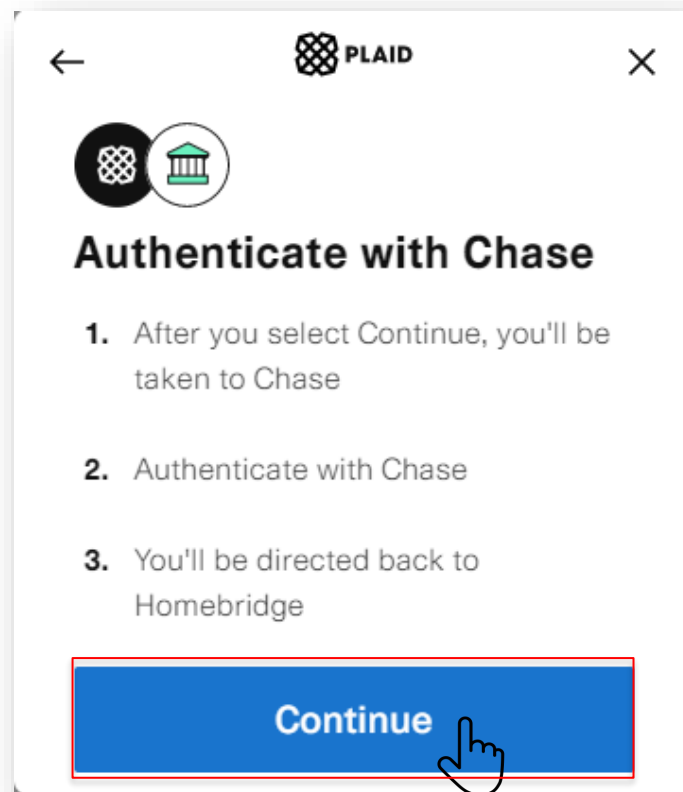 PLAID
Authenticate with Chase
1. After you select Continue, you'll be
taken to Chase
2. Authenticate with Chase
3. You'll be directed back to
Homebridge
Continue